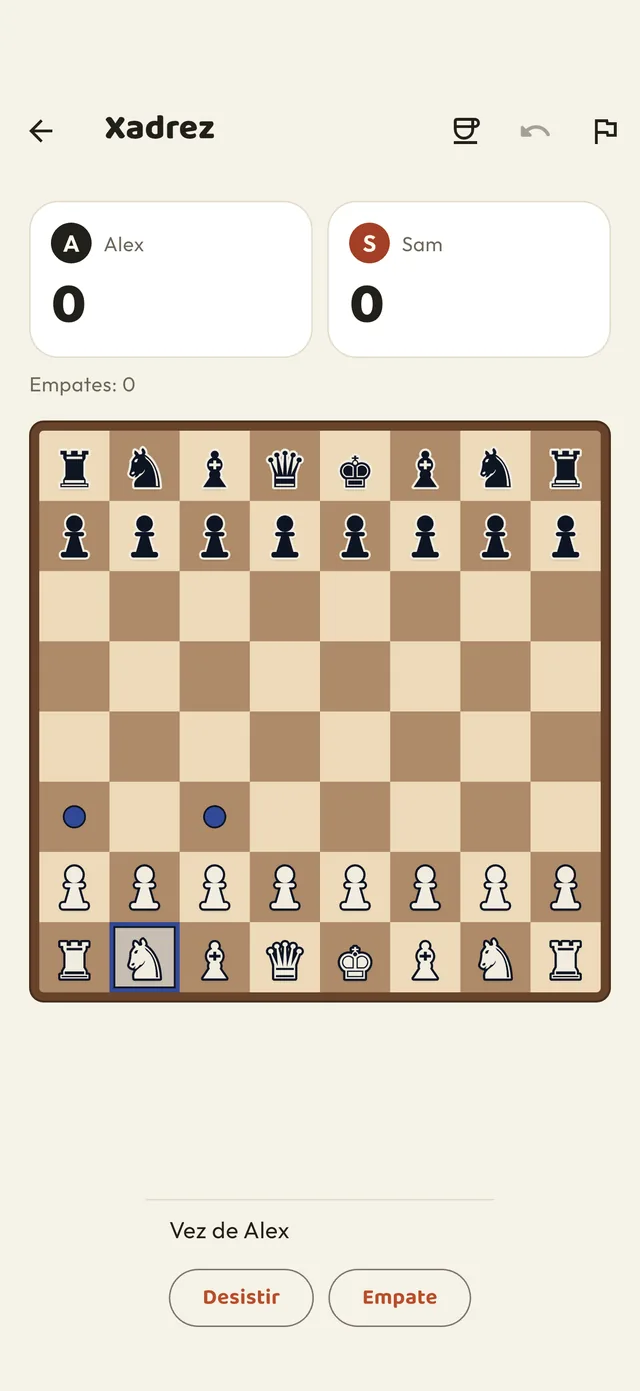 Xadrez
A Alex
0
S Sam
0
Empates: 0
Vez de Alex
Desistir
Empate